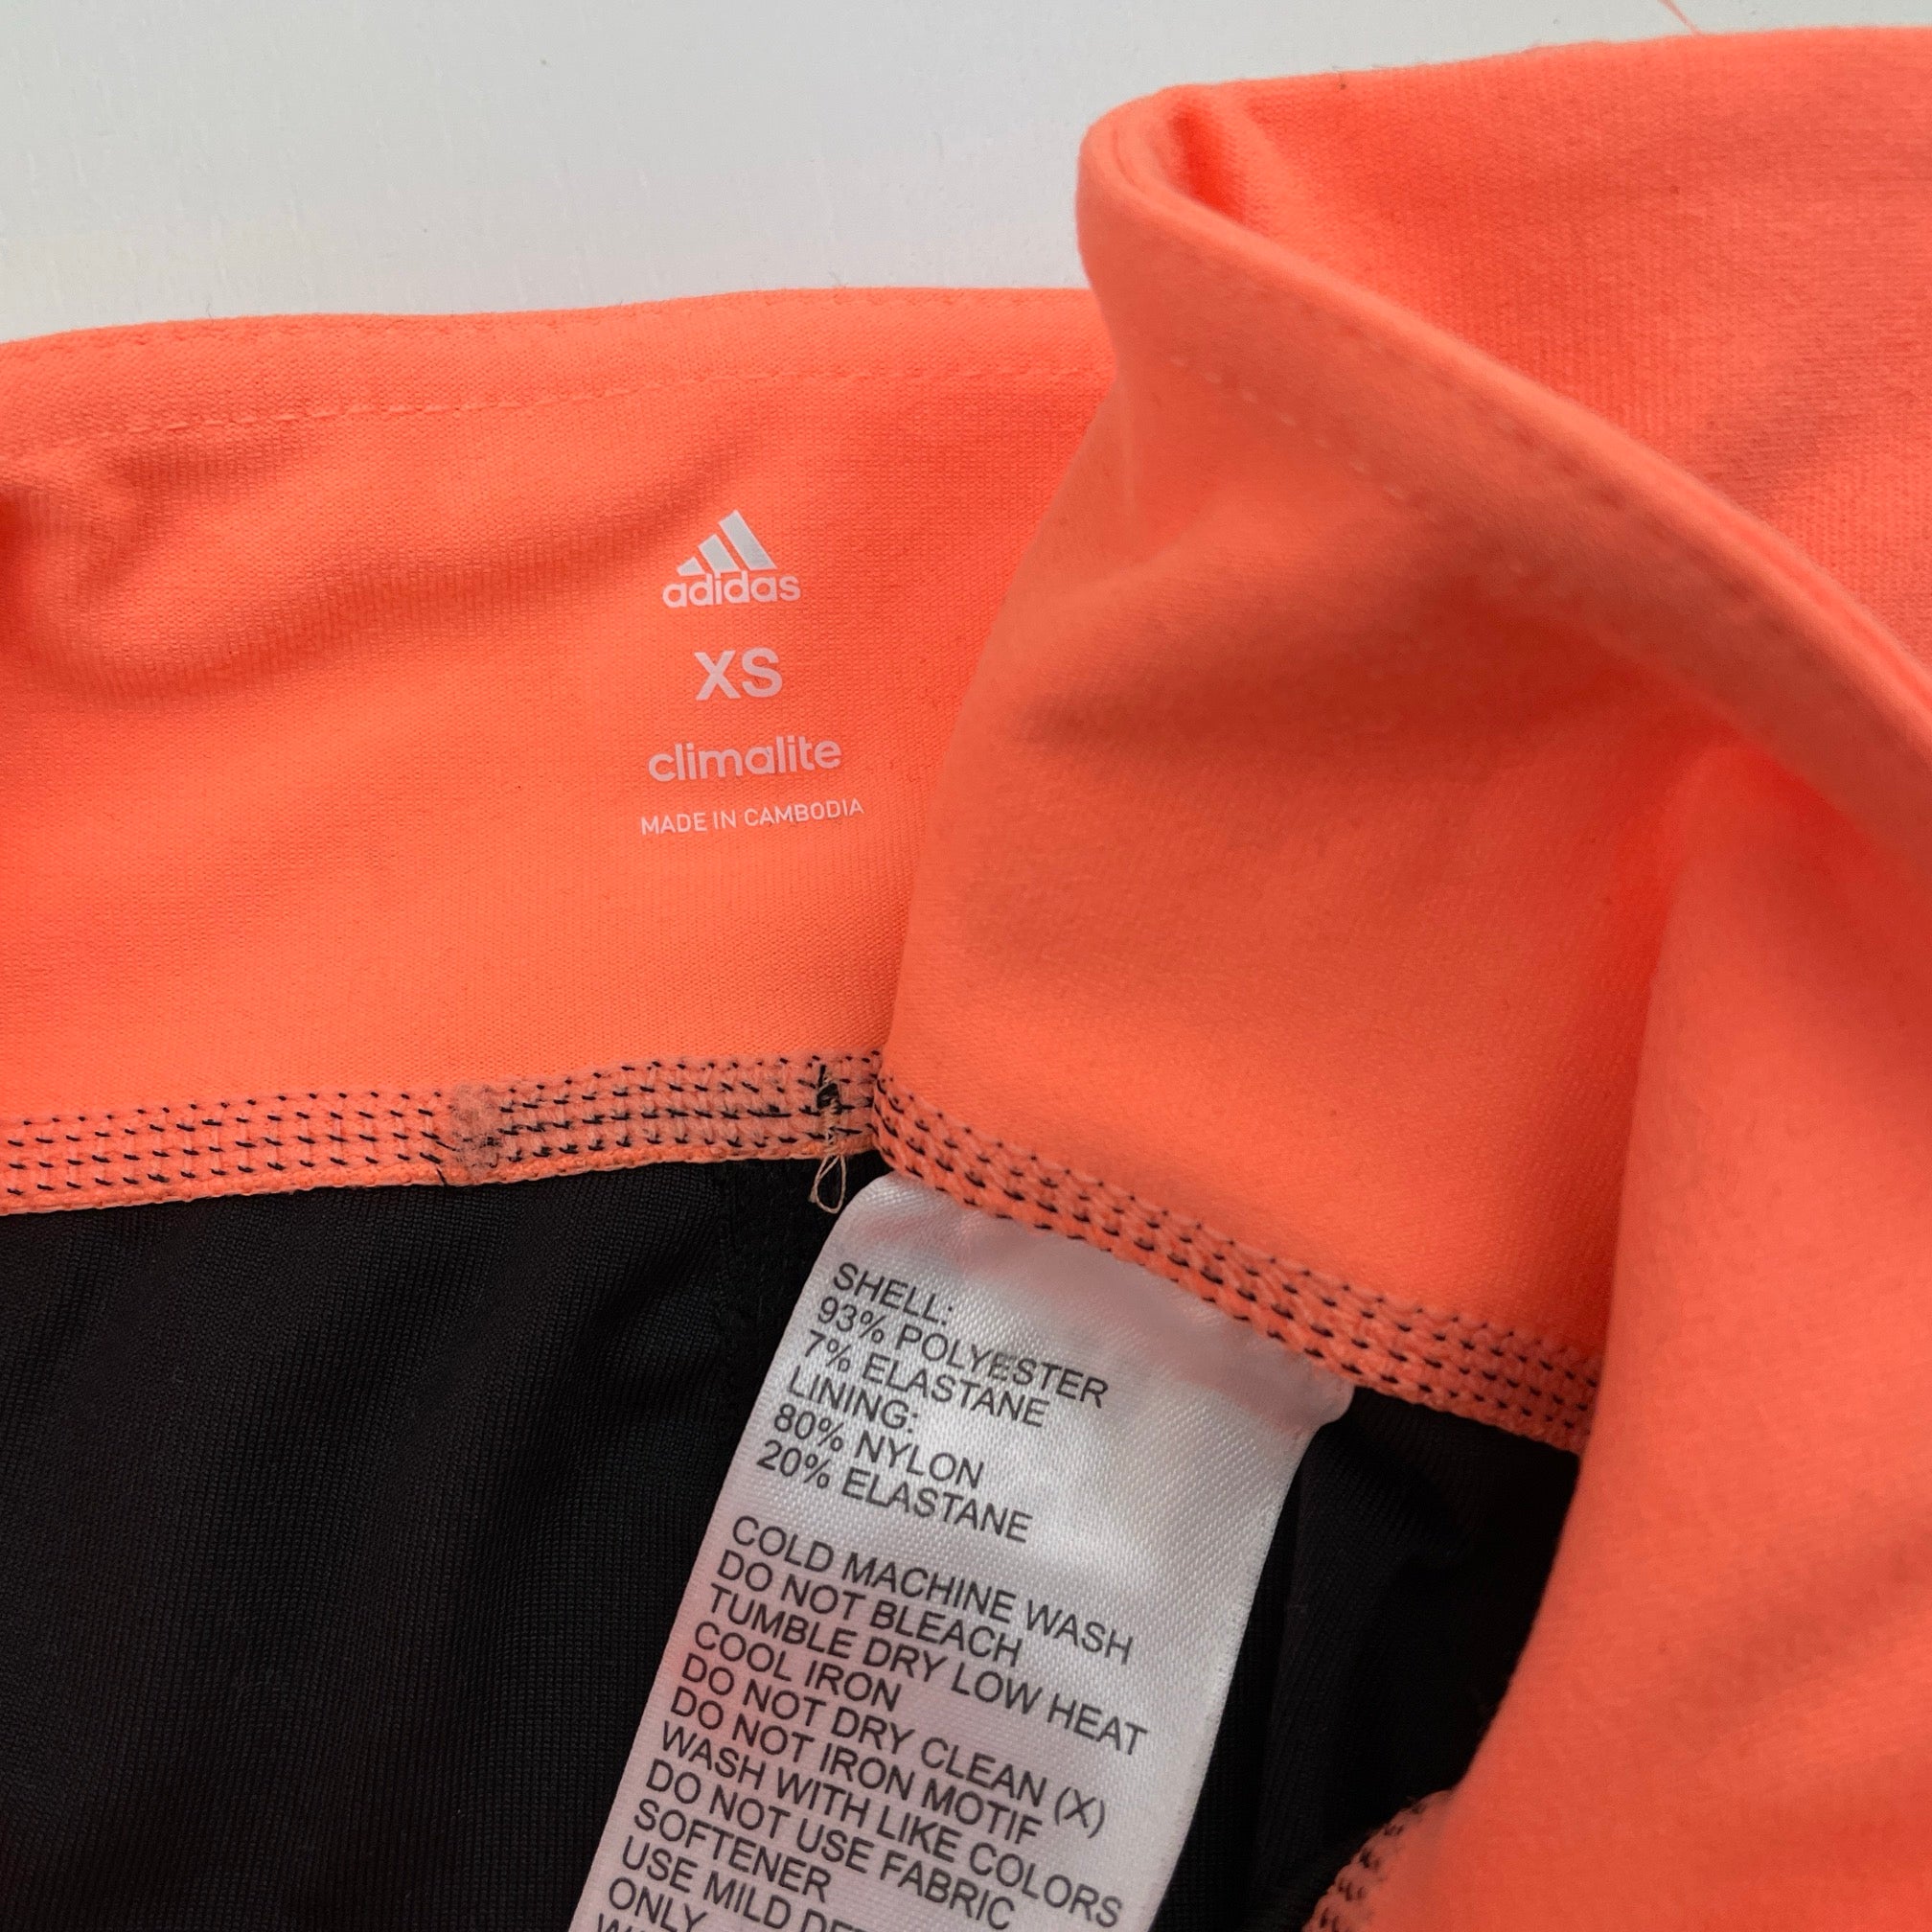 adidas
XS
climalite
MADE IN CAMBODIA
SHELL:
93% POLYESTER
7% ELASTANE
LINING:
80% NYLON
20% ELASTANE
COLD MACHINE WASH
DO NOT BLEACH
TUMBLE DRY LOW HEAT
COOL IRON
DO NOT DRY CLEAN (X)
DO NOT IRON MOTIF
WASH WITH LIKE COLORS
DO NOT USE FABRIC
SOFTENER
USE MILD
ONLY